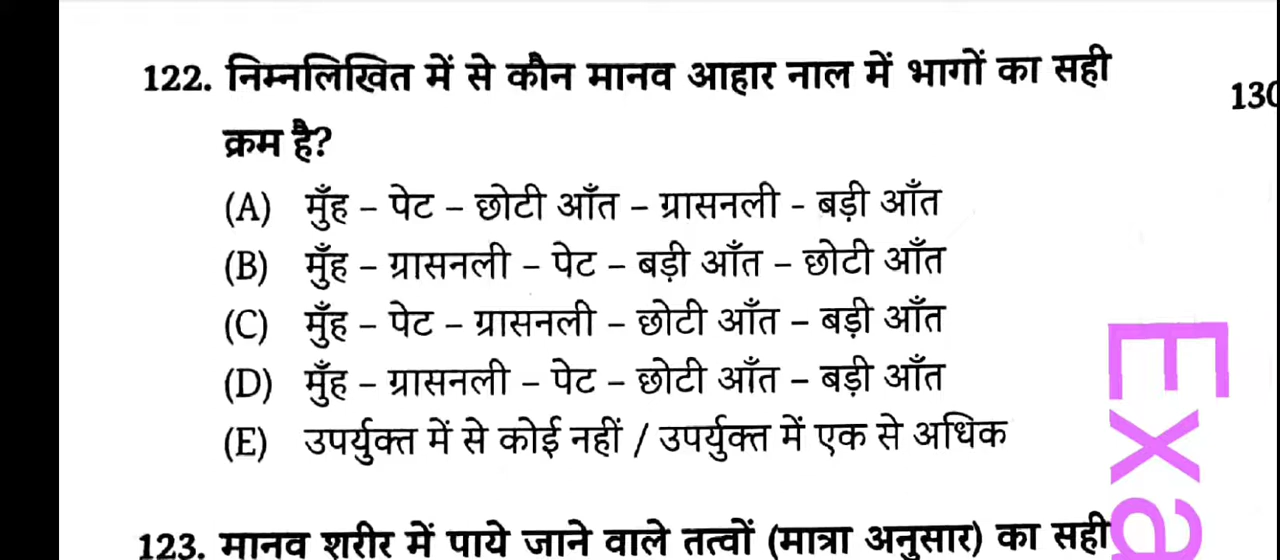 122. निम्नलिखित में से कौन मानव आहार नाल में भागों का सही
क्रम है?
(A) मुँह – पेट – छोटी आँत – ग्रासनली - बड़ी आँत
(B) मुँह – ग्रासनली – पेट – बड़ी आँत – छोटी आँत
(C) मुँह – पेट – ग्रासनली – छोटी आँत – बड़ी आँत
(D) मुँह – ग्रासनली – पेट – छोटी आँत – बड़ी आँत
(E) उपर्युक्त में से कोई नहीं / उपर्युक्त में एक से अधिक
123. मानव शरीर में पाये जाने वाले तत्वों (मात्रा अनुसार) का सही
130
Exa